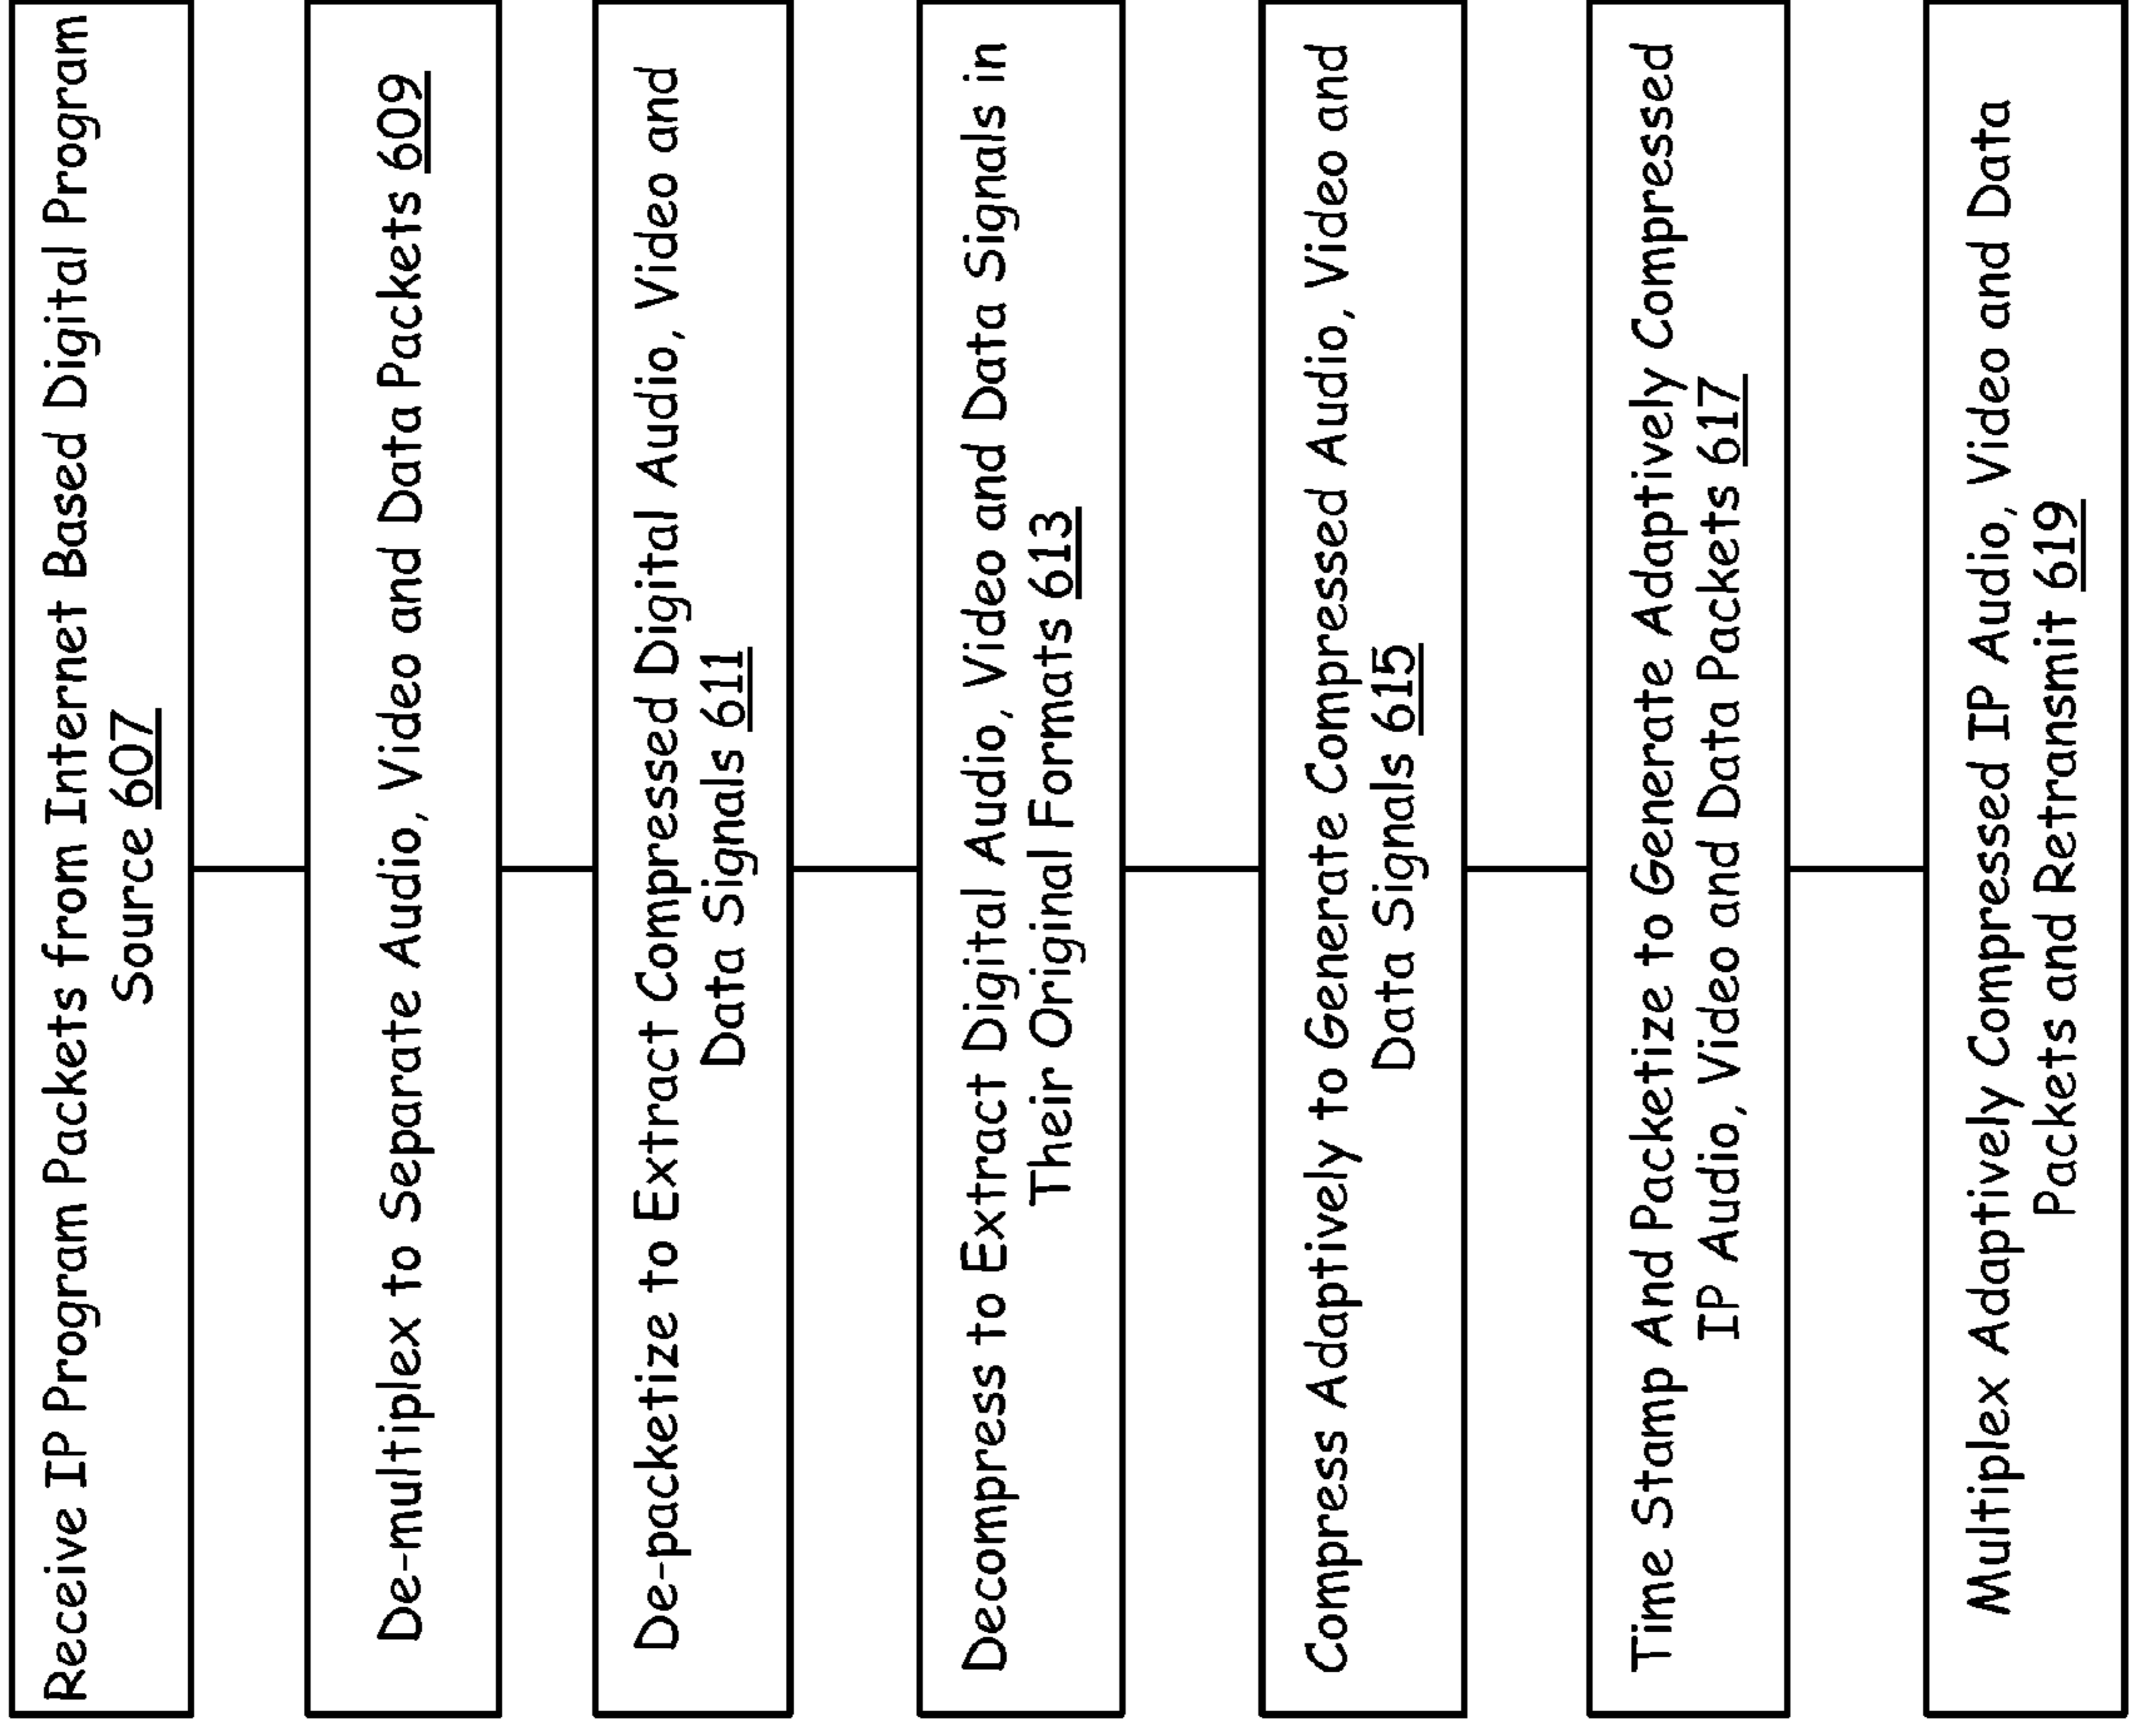 Receive IP Program Packets from Internet Based Digital Program
Source 607
De-multiplex to Separate Audio, Video and Data Packets 609
De-packetize to Extract Compressed Digital Audio, Video and
Data Signals 611
Decompress to Extract Digital Audio, Video and Data Signals in
Their Original Formats 613
Compress Adaptively to Generate Compressed Audio, Video and
Data Signals 615
Time Stamp And Packetize to Generate Adaptively Compressed
IP Audio, Video and Data Packets 617
Multiplex Adaptively Compressed IP Audio, Video and Data
Packets and Retransmit 619